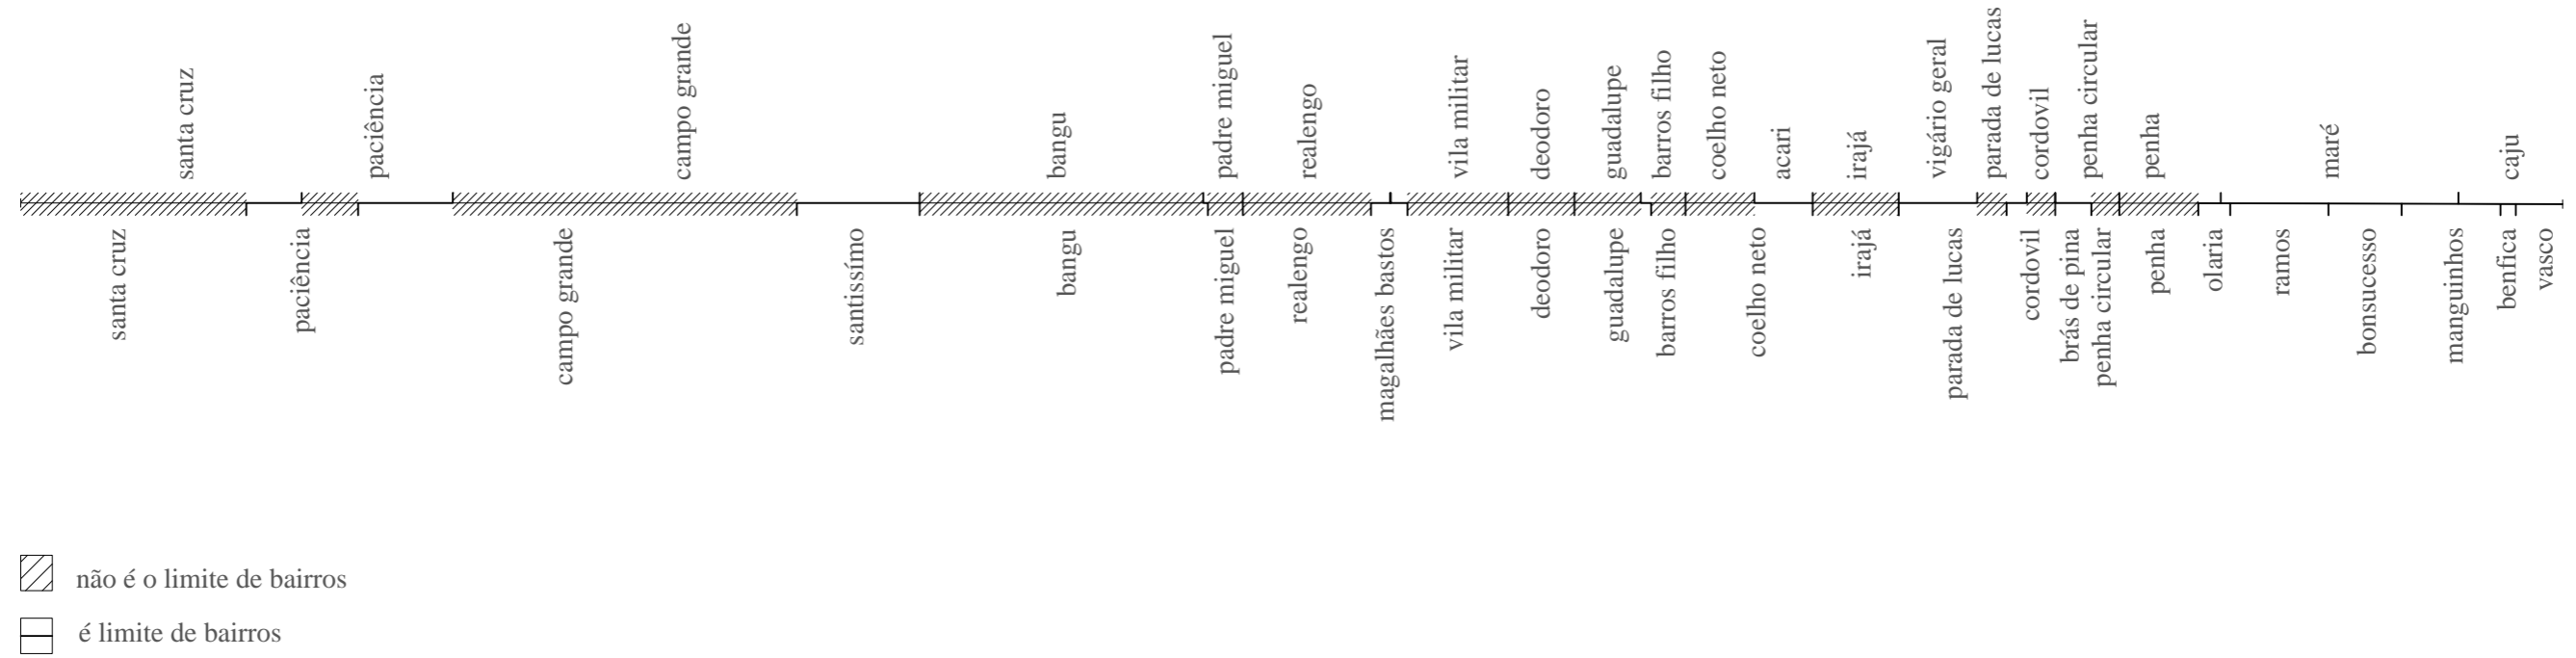 santa cruz
paciência
campo grande
bangu
padre miguel
realengo
vila militar
deodoro
guadalupe
barros filho
coelho neto
acari
irajá
vigário geral
parada de lucas
cordovil
penha circular
penha
maré
caju
santa cruz
paciência
campo grande
santissímo
bangu
padre miguel
realengo
magalhães bastos
vila militar
deodoro
guadalupe
barros filho
coelho neto
irajá
parada de lucas
cordovil
brás de pina
penha circular
penha
olaria
ramos
bonsucesso
manguinhos
benfica
vasco
não é o limite de bairros
é limite de bairros